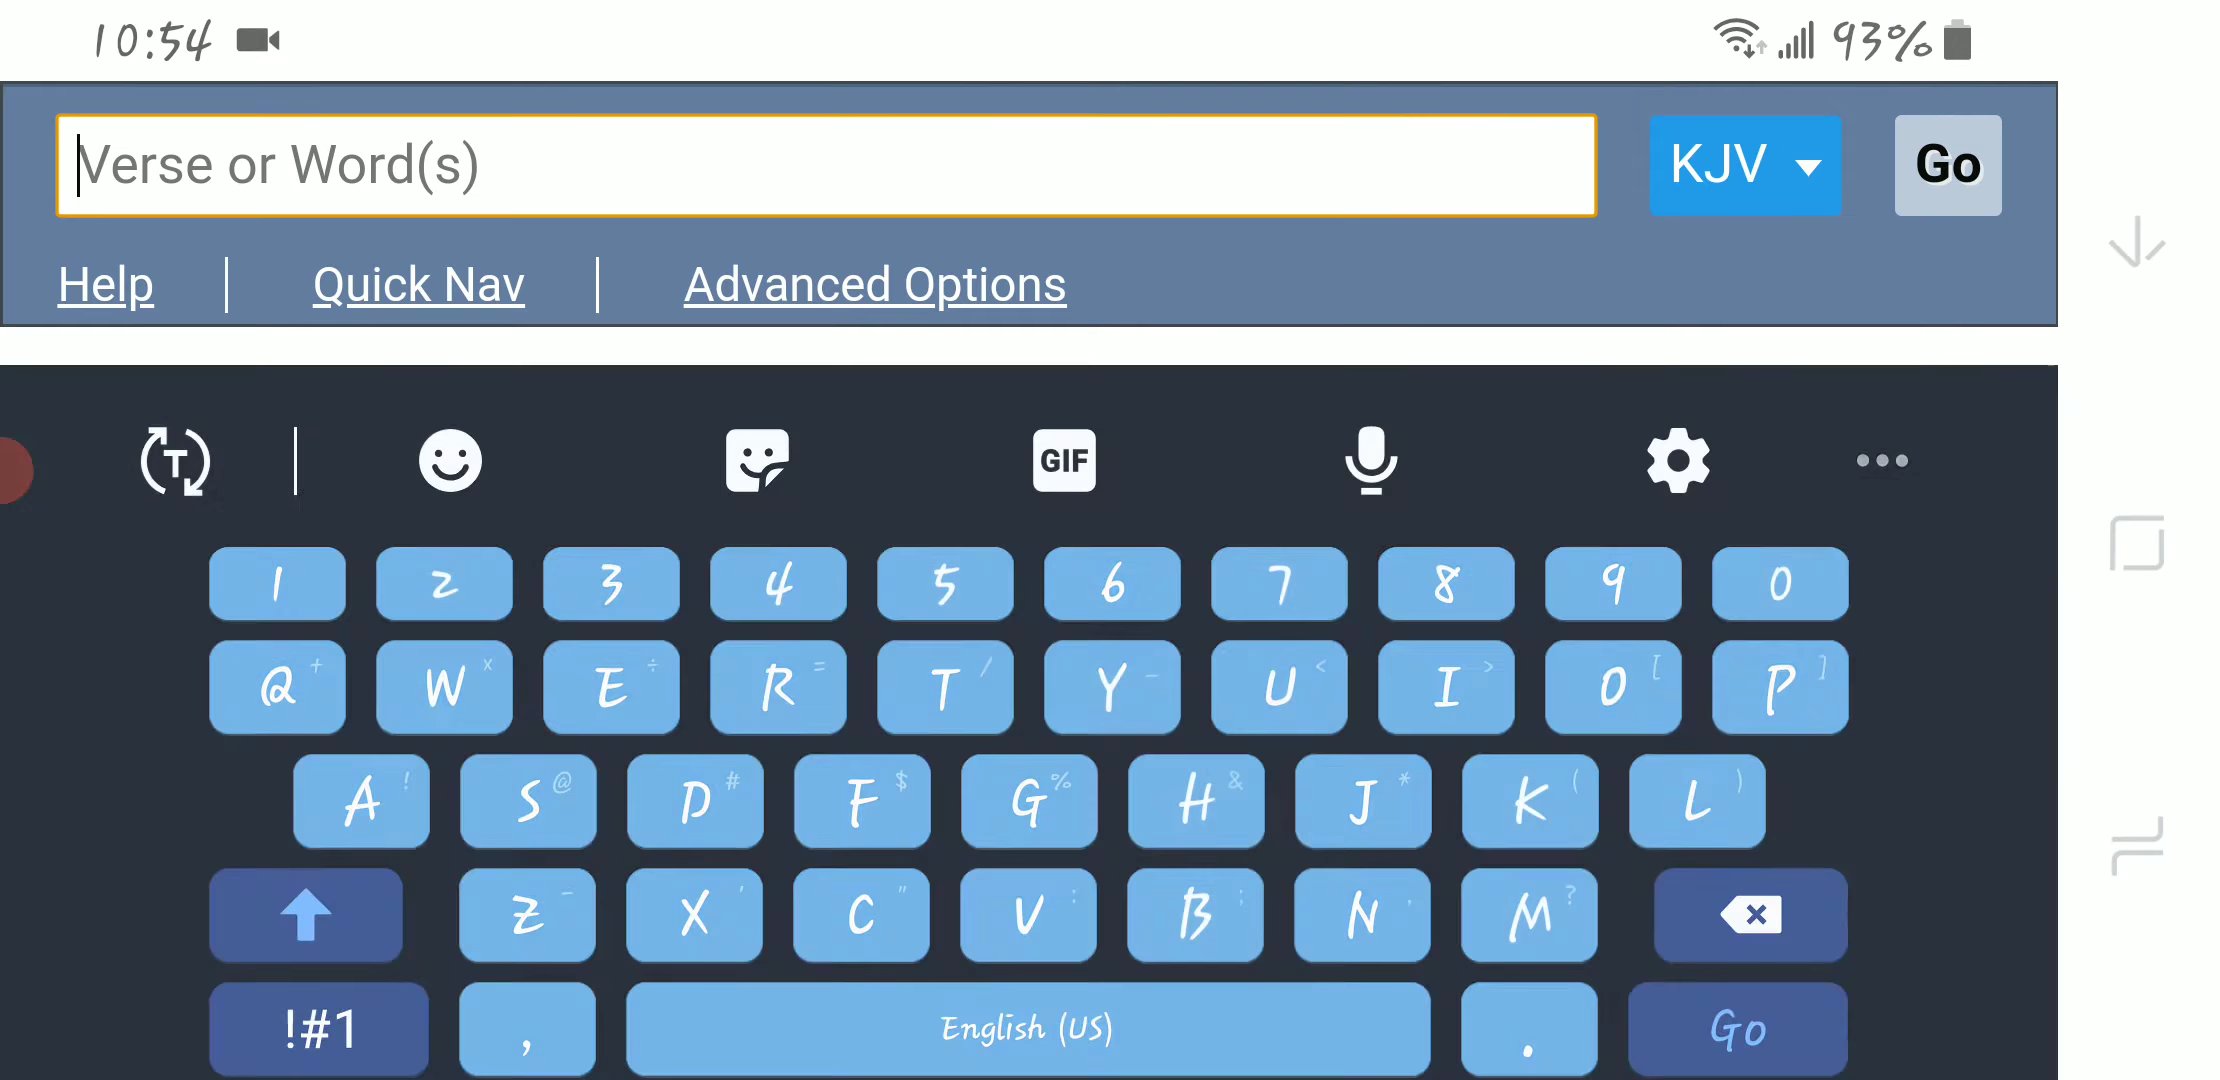 10:54 93%
Verse or Word(s) KJV Go
Help Quick Nav Advanced Options
T GIF
1 2 3 4 5 6 7 8 9 0
Q + W × E ÷ R = T / Y _ U < I > O [ P ]
A ! S @ D # F $ G % H & J * K ( L )
Z - X ' C " V : B ; N , M ?
!#1 , English (US) . Go